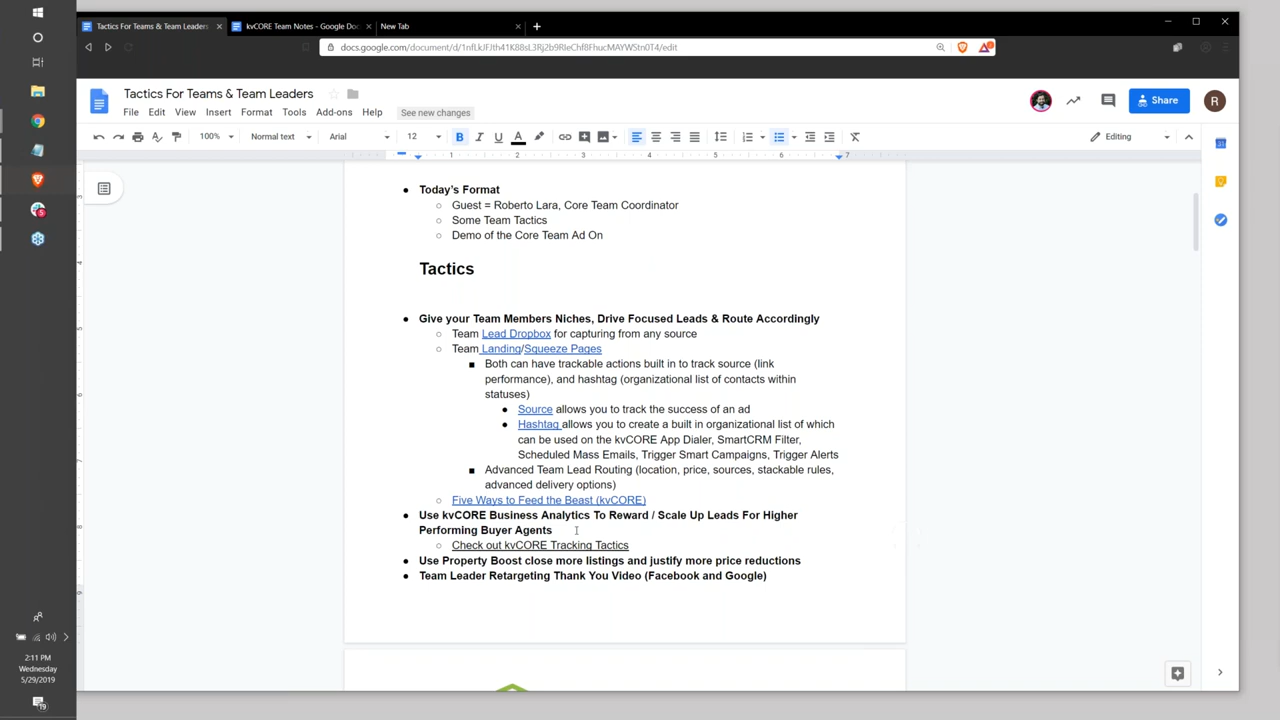 Tactics For Teams & Team Leaders
kvCORE Team Notes - Google Doc
New Tab
docs.google.com/document/d/1nfLkJFJth41K88sL3Rj2b9RIeChf8FhucMAYWStn0T4/edit
Tactics For Teams & Team Leaders
File Edit View Insert Format Tools Add-ons Help See new changes
Share
R
100% Normal text Arial 12 B I U A
Editing
1 2 3 4 5 6 7
Today's Format
Guest = Roberto Lara, Core Team Coordinator
Some Team Tactics
Demo of the Core Team Ad On
Tactics
Give your Team Members Niches, Drive Focused Leads & Route Accordingly
Team Lead Dropbox for capturing from any source
Team Landing/Squeeze Pages
Both can have trackable actions built in to track source (link
performance), and hashtag (organizational list of contacts within
statuses)
Source allows you to track the success of an ad
Hashtag allows you to create a built in organizational list of which
can be used on the kvCORE App Dialer, SmartCRM Filter,
Scheduled Mass Emails, Trigger Smart Campaigns, Trigger Alerts
Advanced Team Lead Routing (location, price, sources, stackable rules,
advanced delivery options)
Five Ways to Feed the Beast (kvCORE)
Use kvCORE Business Analytics To Reward / Scale Up Leads For Higher
Performing Buyer Agents
Check out kvCORE Tracking Tactics
Use Property Boost close more listings and justify more price reductions
Team Leader Retargeting Thank You Video (Facebook and Google)
2:11 PM
Wednesday
5/29/2019
19